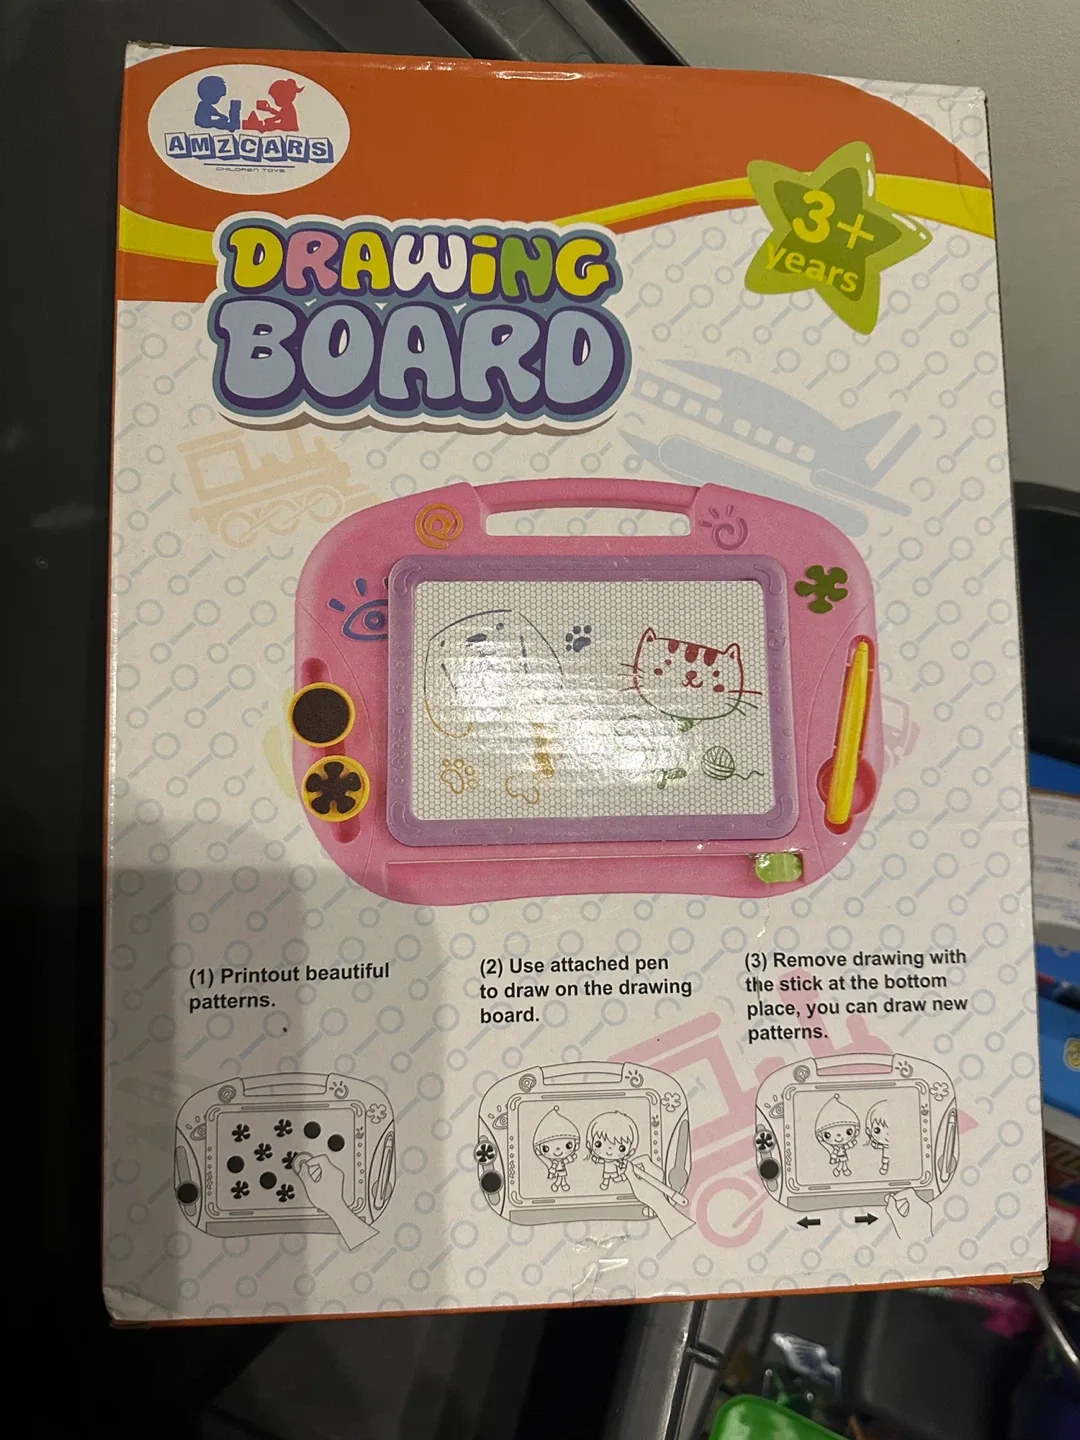 AMZCARS
CHILDREN TOYS
DRAWiNG
BOARD
3+
years
(1) Printout beautiful
patterns.
(2) Use attached pen
to draw on the drawing
board.
(3) Remove drawing with
the stick at the bottom
place, you can draw new
patterns.